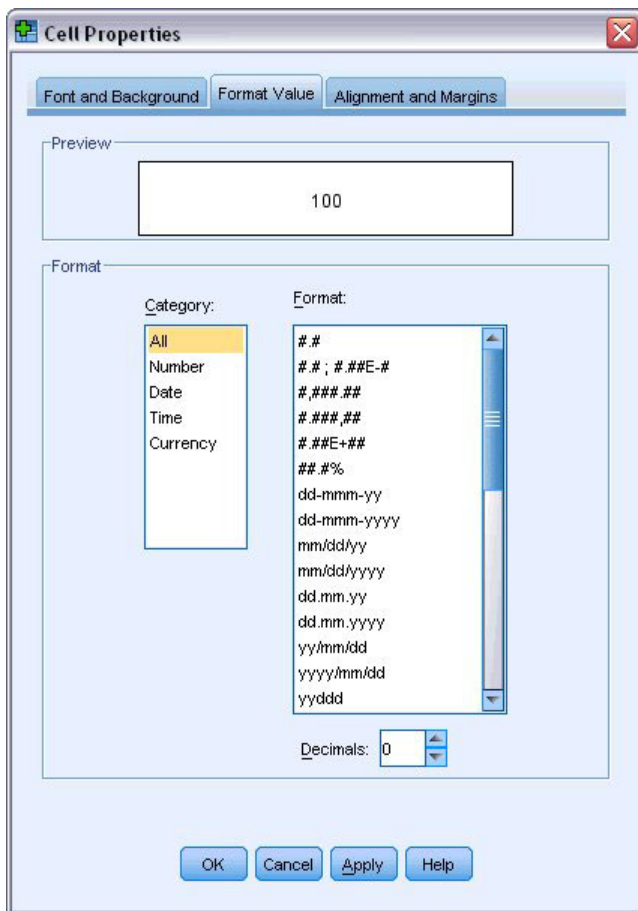 Cell Properties
Font and Background
Format Value
Alignment and Margins
Preview
100
Format
Category:
All
Number
Date
Time
Currency
Format:
#.#
#.# ; #.##E-#
#,###.##
#.###,##
#.##E+##
##.#%
dd-mmm-yy
dd-mmm-yyyy
mm/dd/yy
mm/dd/yyyy
dd.mm.yy
dd.mm.yyyy
yy/mm/dd
yyyy/mm/dd
yyddd
Decimals: 0
OK
Cancel
Apply
Help